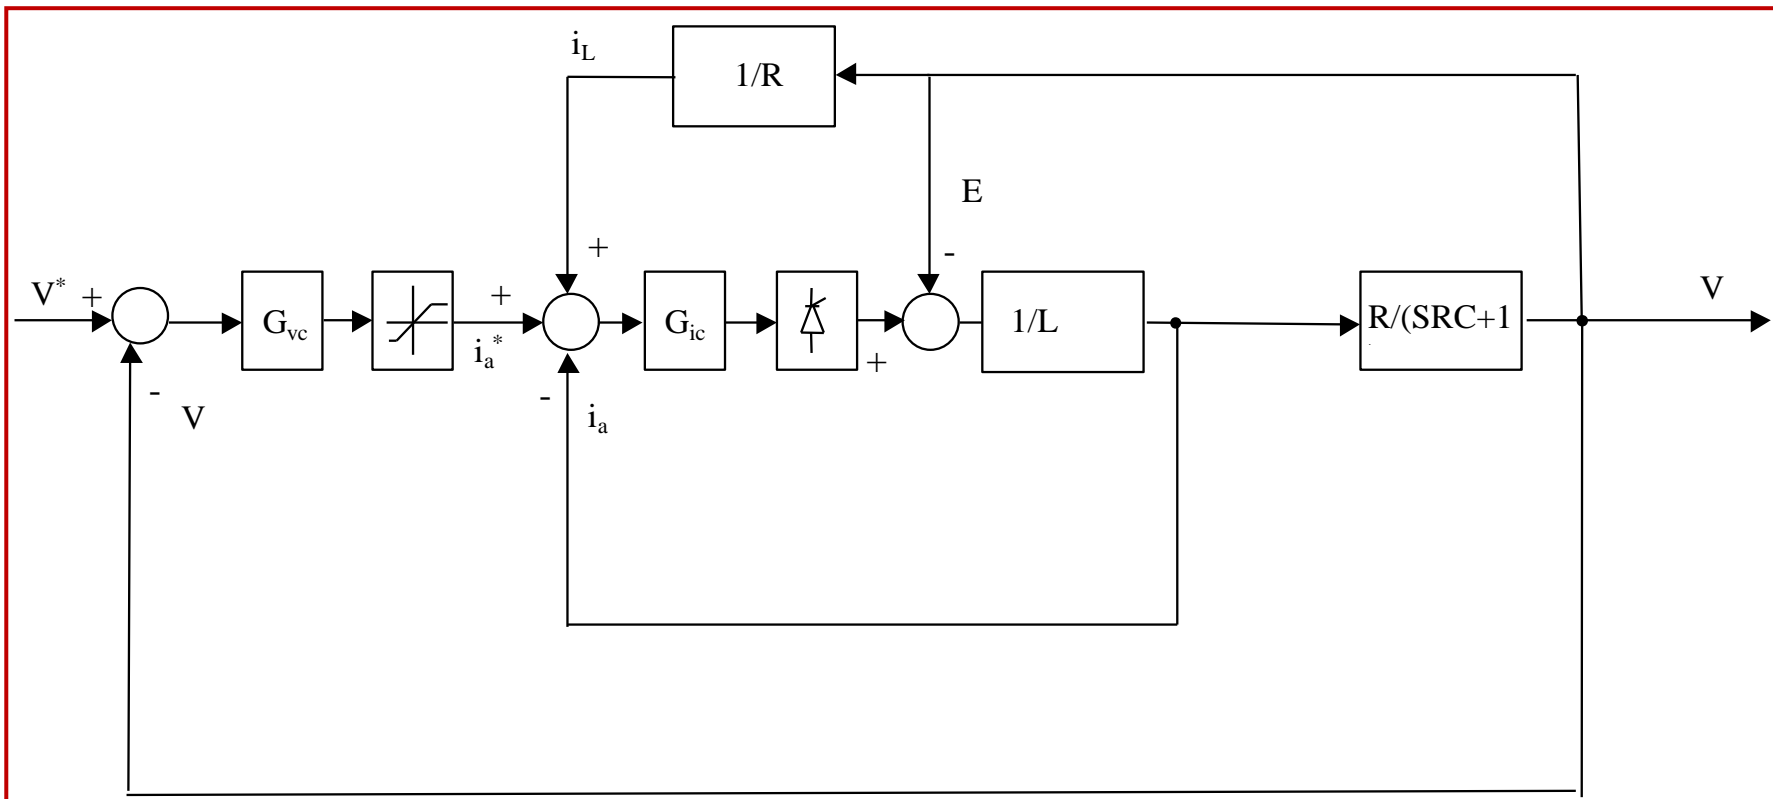 i_L
1/R
E
+
-
V* +
G_vc
+
i_a*
G_ic
+
1/L
R/(SRC+1
V
-
V
-
i_a